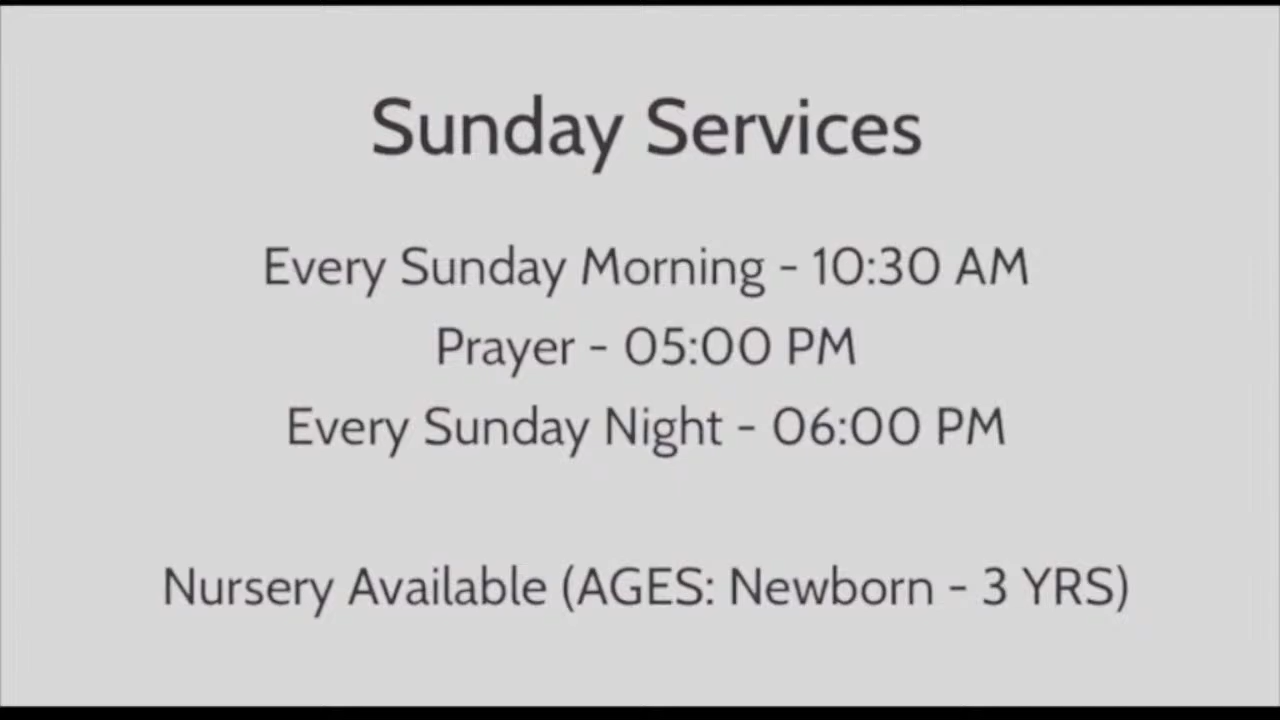 Sunday Services
Every Sunday Morning - 10:30 AM
Prayer - 05:00 PM
Every Sunday Night - 06:00 PM
Nursery Available (AGES: Newborn - 3 YRS)